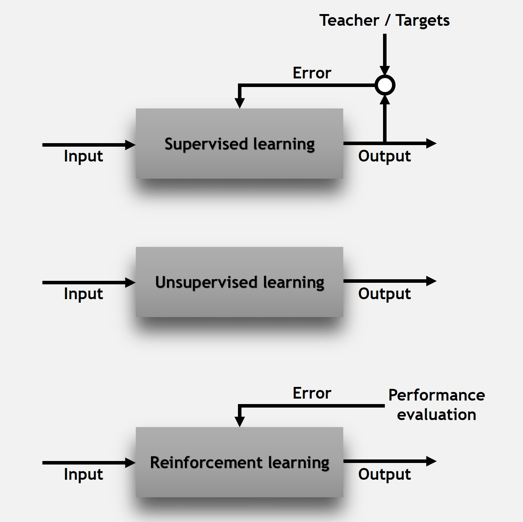 Teacher / Targets
Error
Supervised learning
Input
Output
Unsupervised learning
Input
Output
Error
Performance
evaluation
Reinforcement learning
Input
Output